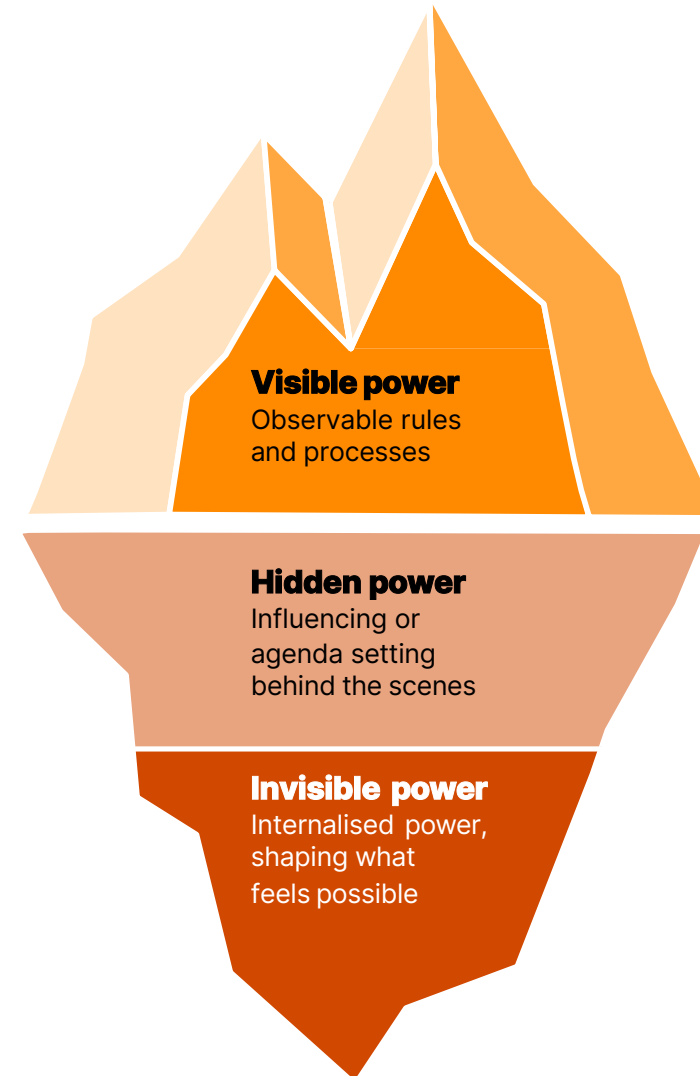 Visible power
Observable rules
and processes
Hidden power
Influencing or
agenda setting
behind the scenes
Invisible power
Internalised power,
shaping what
feels possible